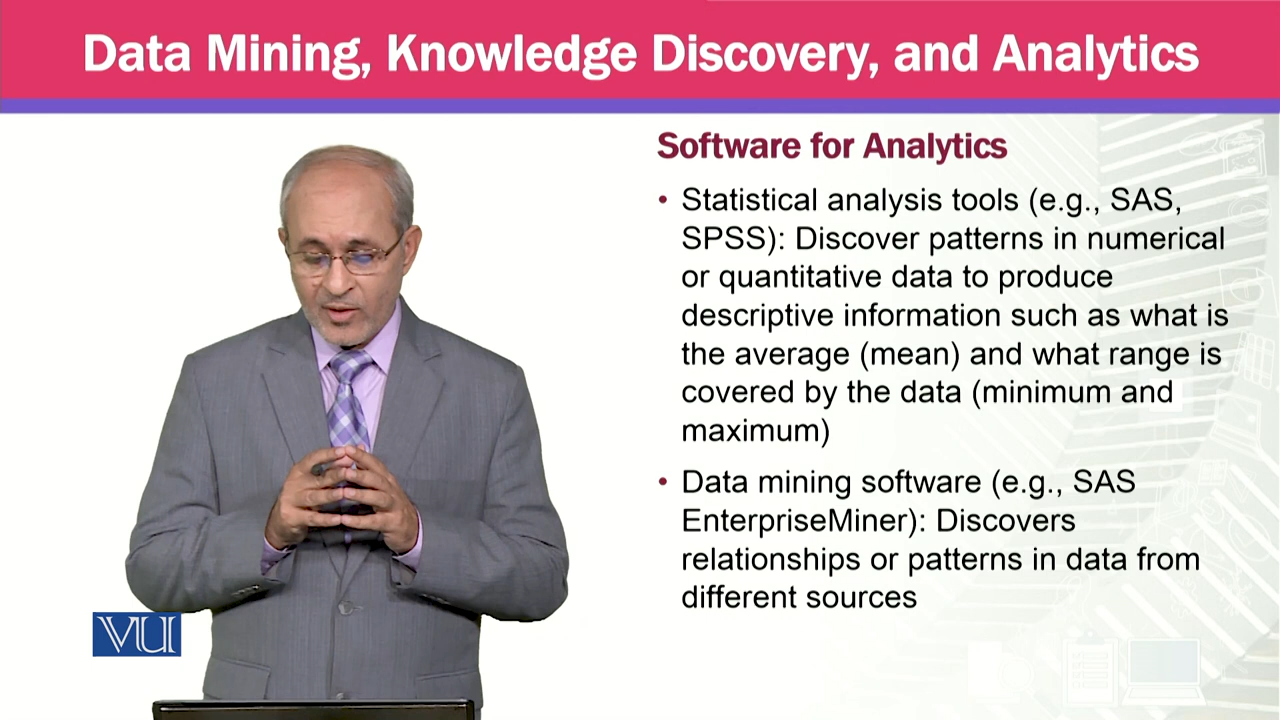 Data Mining, Knowledge Discovery, and Analytics
Software for Analytics
• Statistical analysis tools (e.g., SAS,
SPSS): Discover patterns in numerical
or quantitative data to produce
descriptive information such as what is
the average (mean) and what range is
covered by the data (minimum and
maximum)
• Data mining software (e.g., SAS
EnterpriseMiner): Discovers
relationships or patterns in data from
different sources
VU